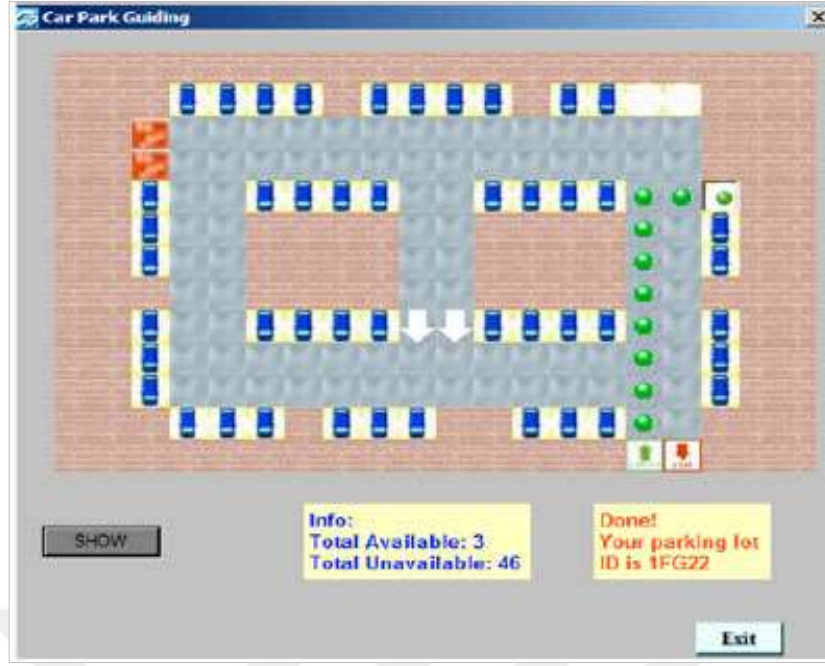 Car Park Guiding
SHOW
Info:
Total Available: 3
Total Unavailable: 46
Done!
Your parking lot
ID is 1FG22
Exit